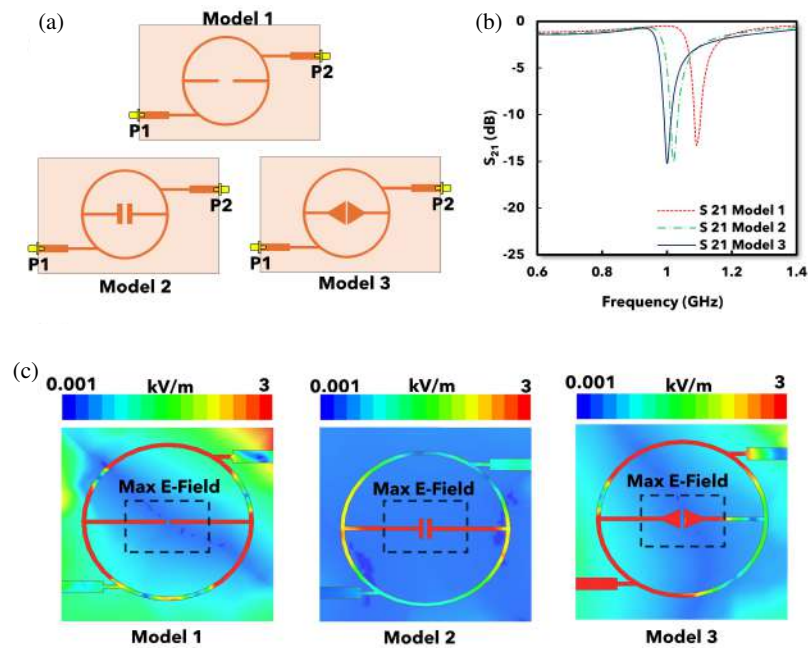 (a)
Model 1
P2
P1
P2
P1
Model 2
P2
P1
Model 3
(b)
0
-5
-10
-15
-20
-25
S21 (dB)
S 21 Model 1
S 21 Model 2
S 21 Model 3
0.6 0.8 1 1.2 1.4
Frequency (GHz)
(c)
0.001 kV/m 3
Max E-Field
Model 1
0.001 kV/m 3
Max E-Field
Model 2
0.001 kV/m 3
Max E-Field
Model 3